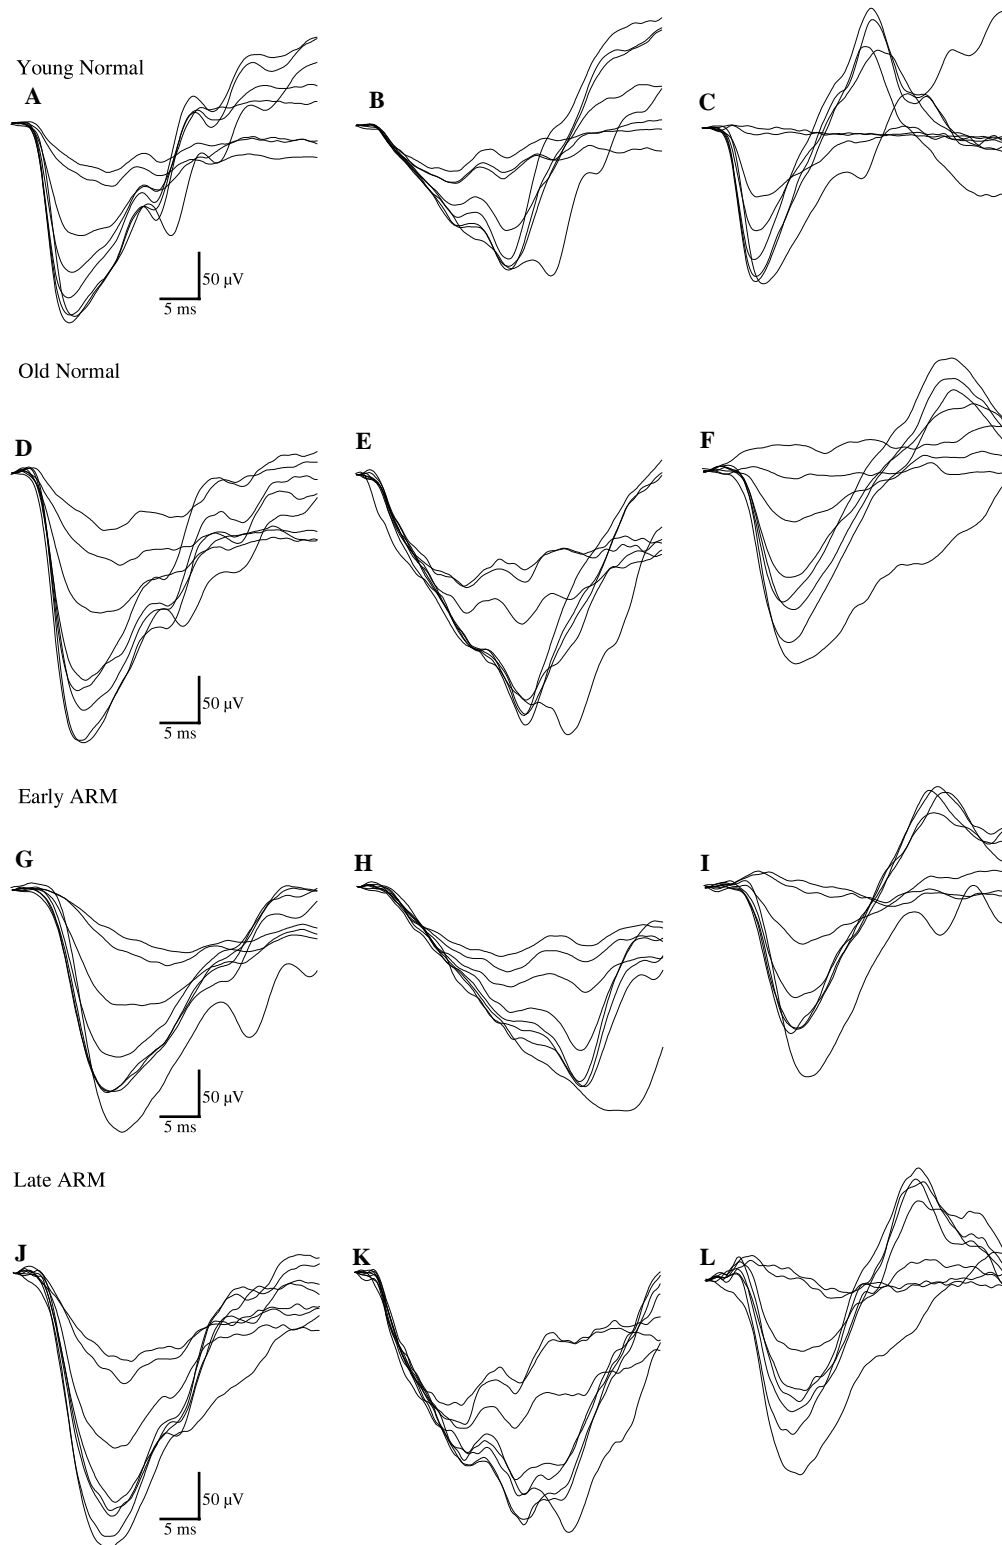 Young Normal
A
B
C
50 µV
5 ms
Old Normal
D
E
F
50 µV
5 ms
Early ARM
G
H
I
50 µV
5 ms
Late ARM
J
K
L
50 µV
5 ms